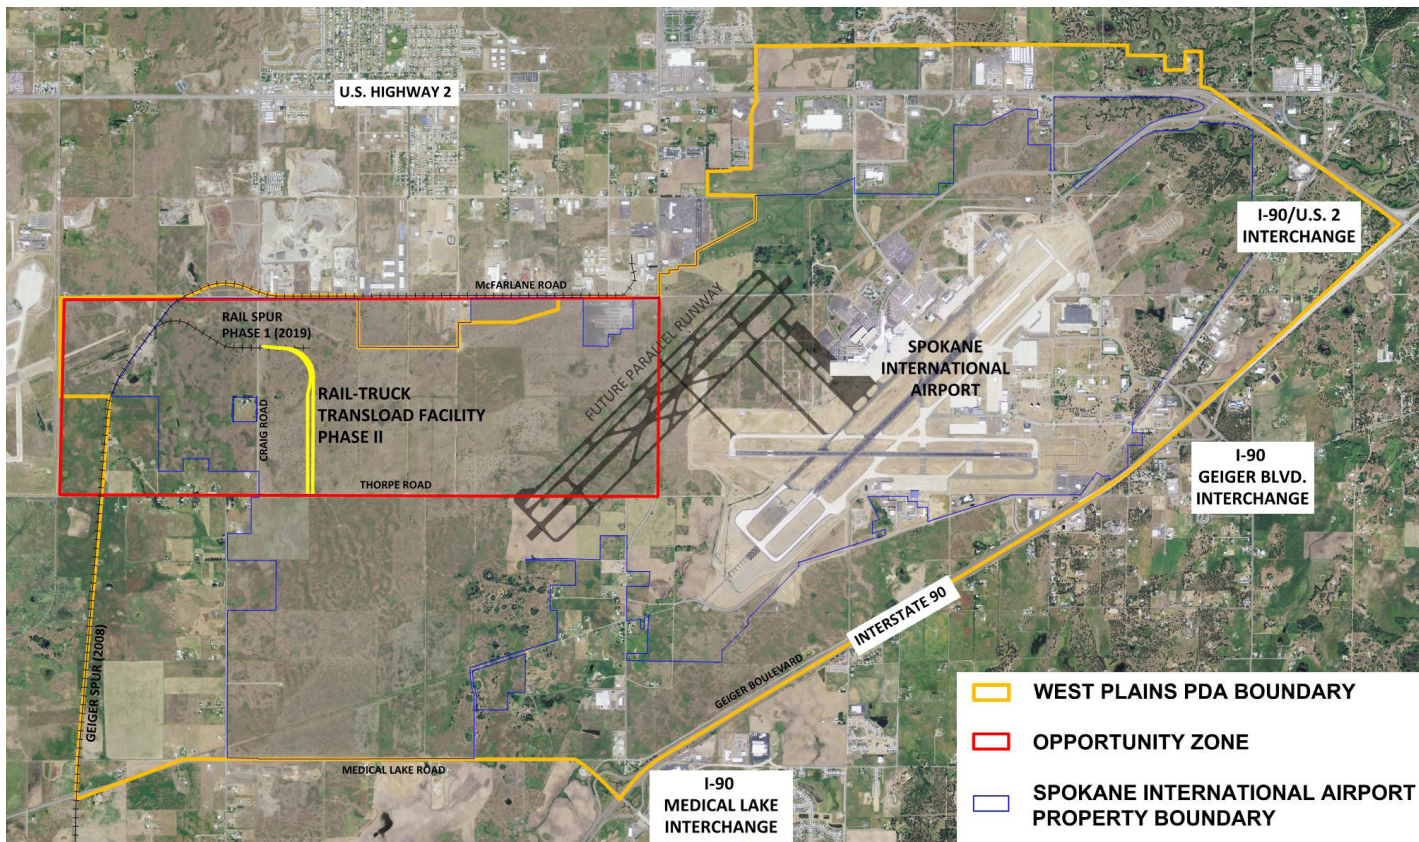 U.S. HIGHWAY 2
I-90/U.S. 2
INTERCHANGE
McFARLANE ROAD
RAIL SPUR
PHASE 1 (2019)
FUTURE PARALLEL RUNWAY
SPOKANE
INTERNATIONAL
AIRPORT
RAIL-TRUCK
TRANSLOAD FACILITY
PHASE II
CRAIG ROAD
THORPE ROAD
I-90
GEIGER BLVD.
INTERCHANGE
INTERSTATE 90
GEIGER SPUR (2008)
GEIGER BOULEVARD
MEDICAL LAKE ROAD
I-90
MEDICAL LAKE
INTERCHANGE
WEST PLAINS PDA BOUNDARY
OPPORTUNITY ZONE
SPOKANE INTERNATIONAL AIRPORT
PROPERTY BOUNDARY